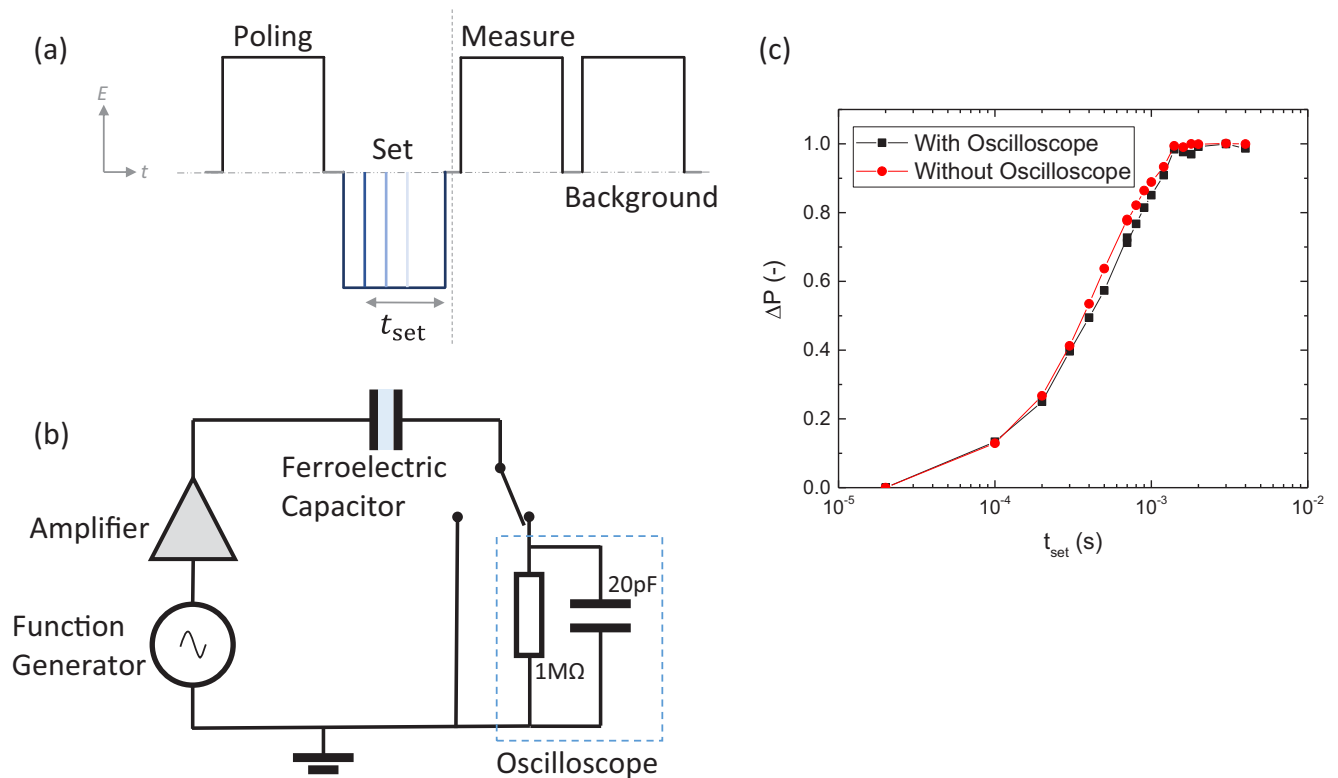 (a)
Poling
Measure
E
t
Set
Background
t_set
(b)
Ferroelectric
Capacitor
Amplifier
Function
Generator
20pF
1MΩ
Oscilloscope
(c)
With Oscilloscope
Without Oscilloscope
1.0
0.8
0.6
0.4
0.2
0.0
ΔP (-)
10⁻⁵
10⁻⁴
10⁻³
10⁻²
t_set (s)